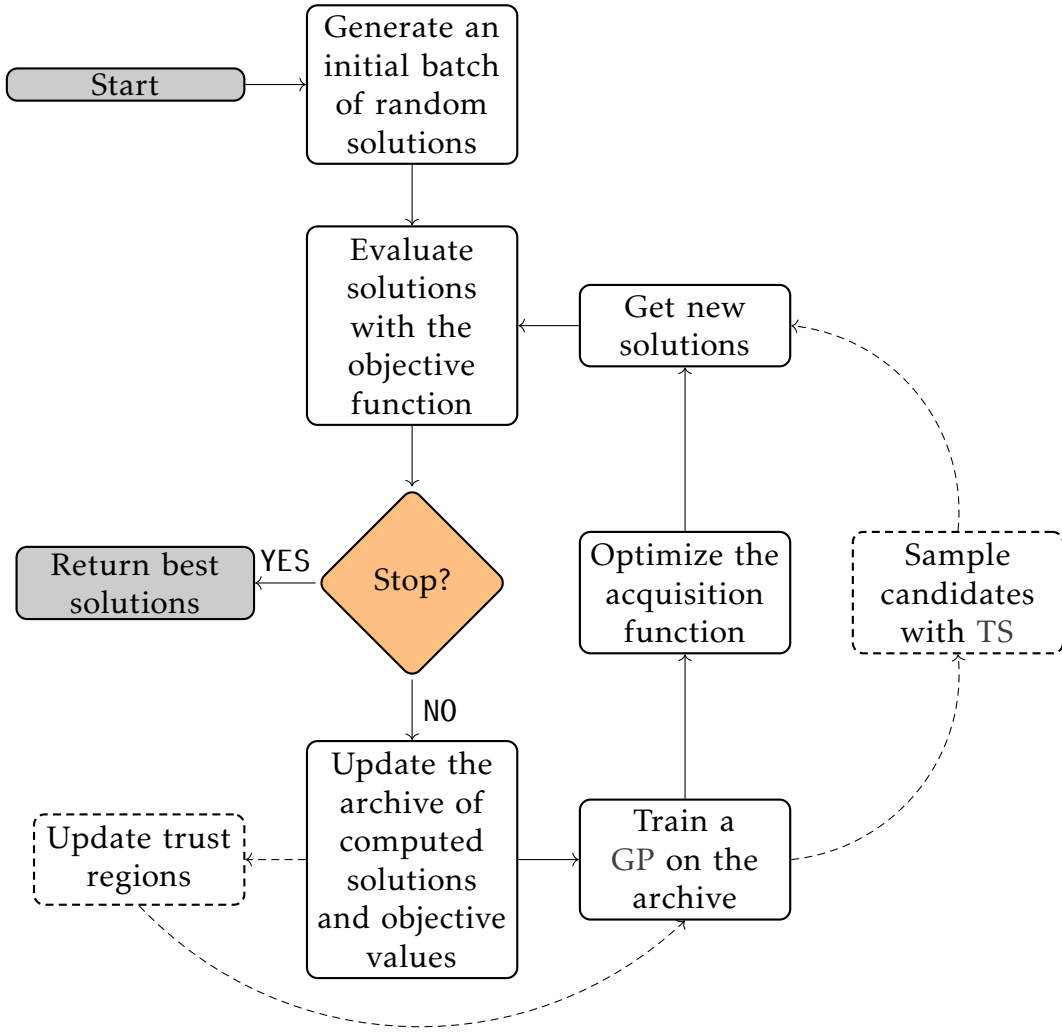 Start
Generate an
initial batch
of random
solutions
Evaluate
solutions
with the
objective
function
Get new
solutions
Return best
solutions
YES
Stop?
Optimize the
acquisition
function
Sample
candidates
with TS
NO
Update trust
regions
Update the
archive of
computed
solutions
and objective
values
Train a
GP on the
archive